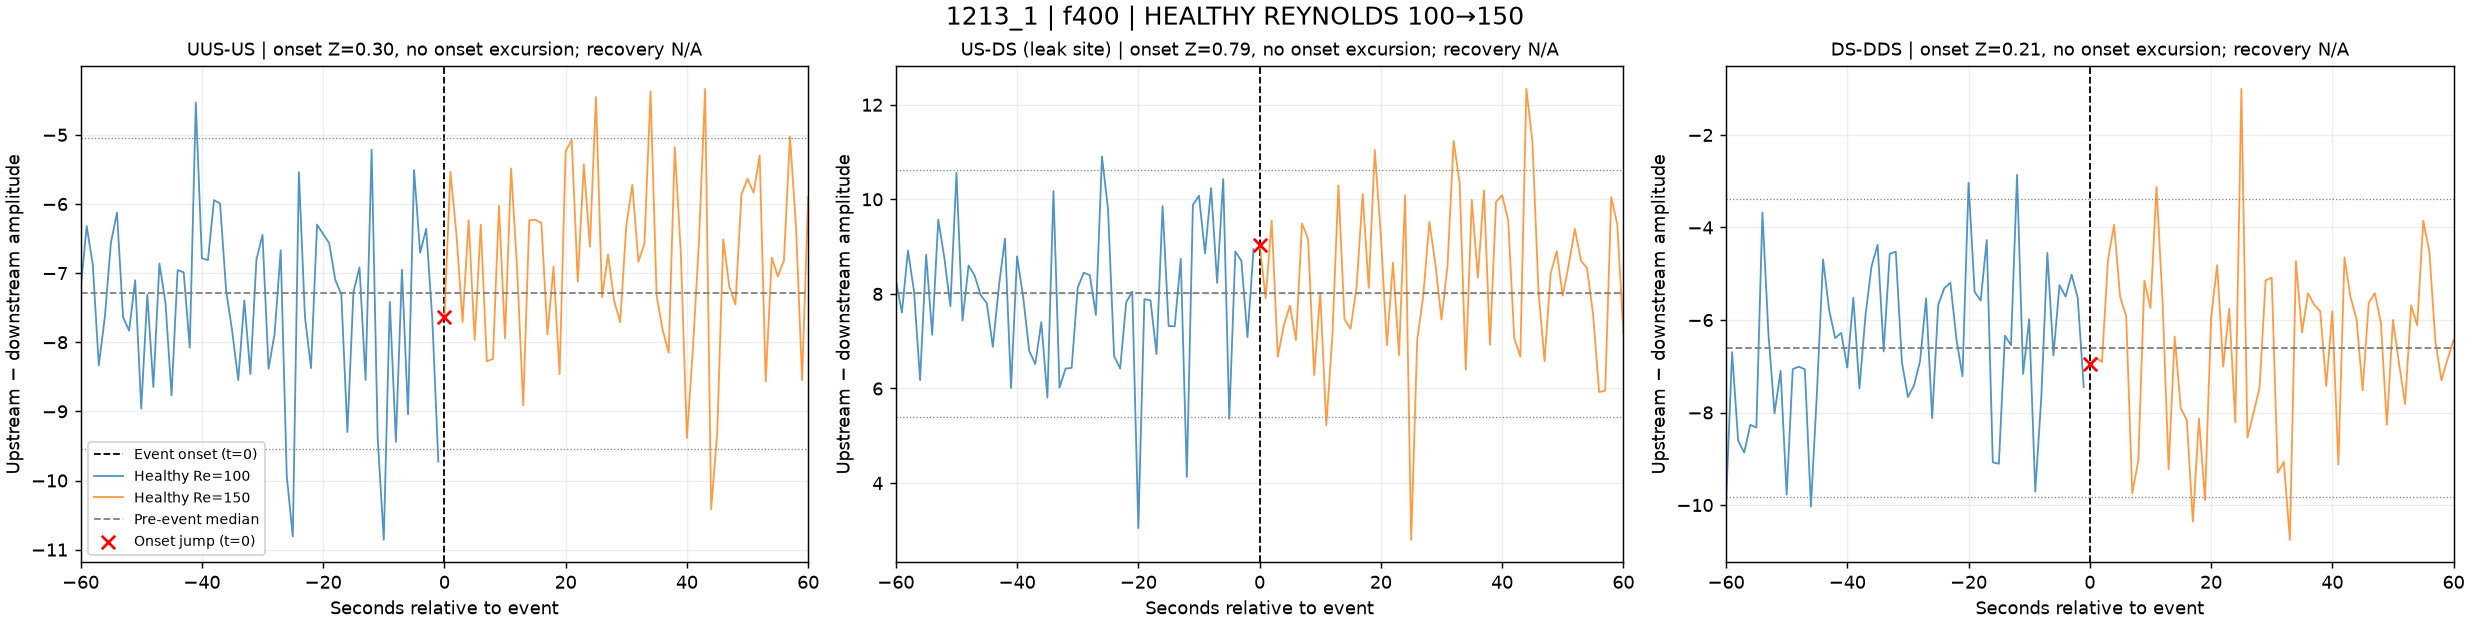 1213_1 | f400 | HEALTHY REYNOLDS 100→150
UUS-US | onset Z=0.30, no onset excursion; recovery N/A
Upstream − downstream amplitude
−5
−6
−7
−8
−9
−10
−11
Event onset (t=0)
Healthy Re=100
Healthy Re=150
Pre-event median
Onset jump (t=0)
−60 −40 −20 0 20 40 60
Seconds relative to event
US-DS (leak site) | onset Z=0.79, no onset excursion; recovery N/A
Upstream − downstream amplitude
12
10
8
6
4
−60 −40 −20 0 20 40 60
Seconds relative to event
DS-DDS | onset Z=0.21, no onset excursion; recovery N/A
Upstream − downstream amplitude
−2
−4
−6
−8
−10
−60 −40 −20 0 20 40 60
Seconds relative to event